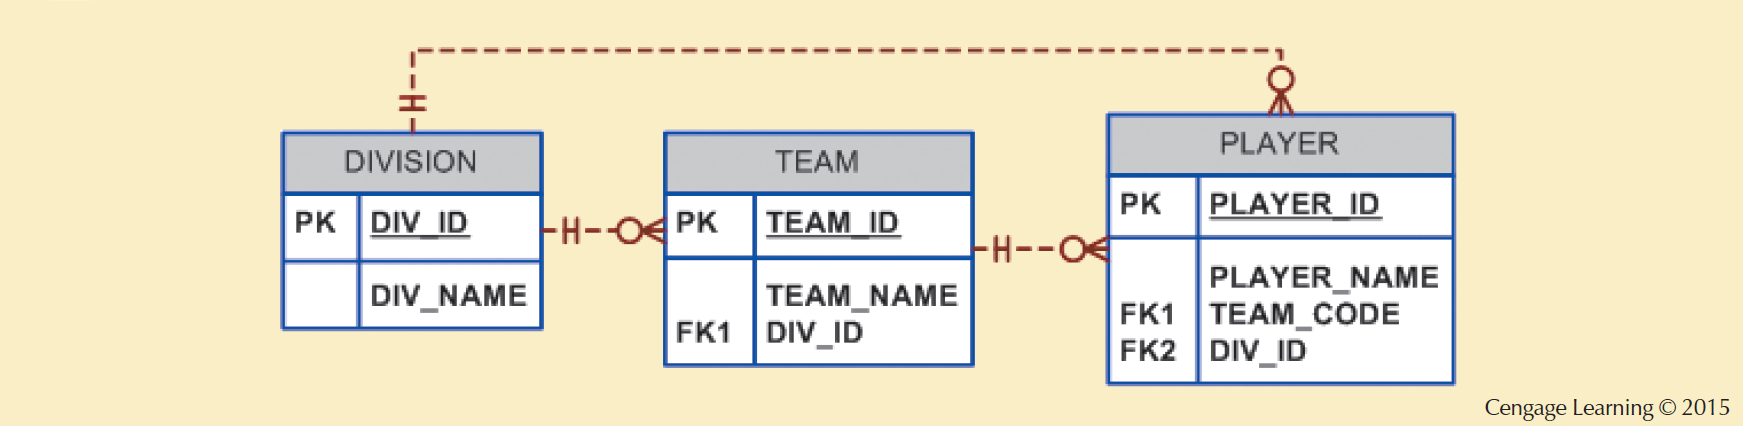 DIVISION
PK DIV_ID
DIV_NAME
TEAM
PK TEAM_ID
TEAM_NAME
FK1 DIV_ID
PLAYER
PK PLAYER_ID
PLAYER_NAME
FK1 TEAM_CODE
FK2 DIV_ID
Cengage Learning © 2015